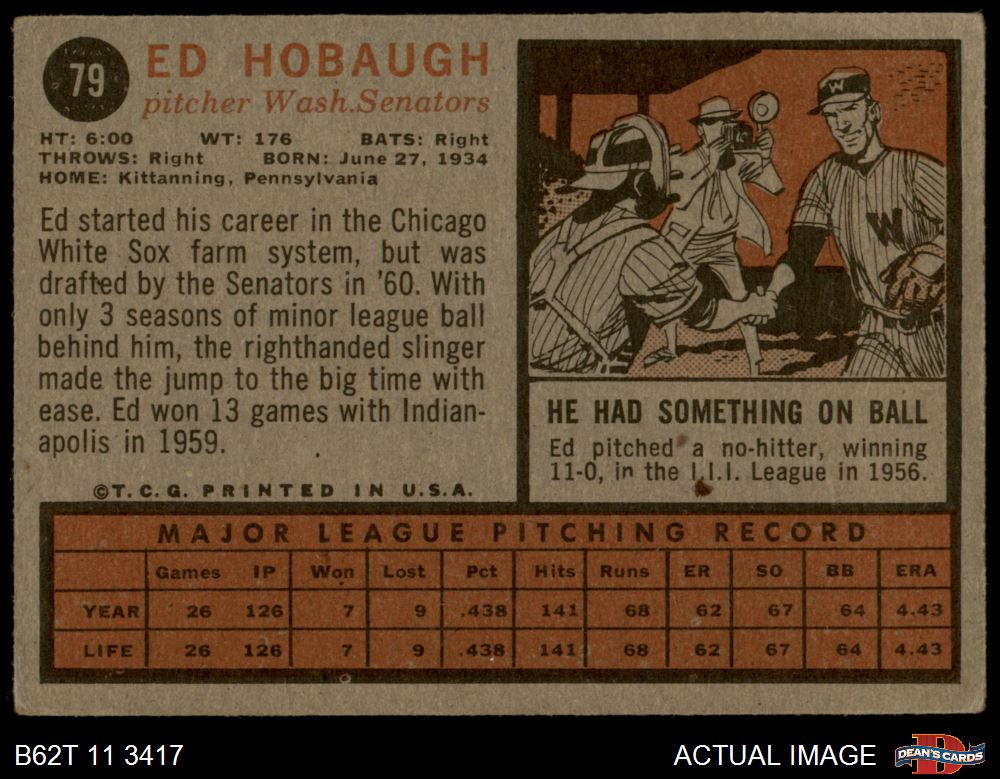 79
ED HOBAUGH
pitcher Wash. Senators
HT: 6:00 WT: 176 BATS: Right
THROWS: Right BORN: June 27, 1934
HOME: Kittanning, Pennsylvania
Ed started his career in the Chicago
White Sox farm system, but was
drafted by the Senators in '60. With
only 3 seasons of minor league ball
behind him, the righthanded slinger
made the jump to the big time with
ease. Ed won 13 games with Indian-
apolis in 1959.
©T.C.G. PRINTED IN U.S.A.
W
W
HE HAD SOMETHING ON BALL
Ed pitched a no-hitter, winning
11-0, in the I.I.I. League in 1956.
MAJOR LEAGUE PITCHING RECORD
Games IP Won Lost Pct Hits Runs ER SO BB ERA
YEAR 26 126 7 9 .438 141 68 62 67 64 4.43
LIFE 26 126 7 9 .438 141 68 62 67 64 4.43
B62T 11 3417 ACTUAL IMAGE
D
DEAN'S CARDS